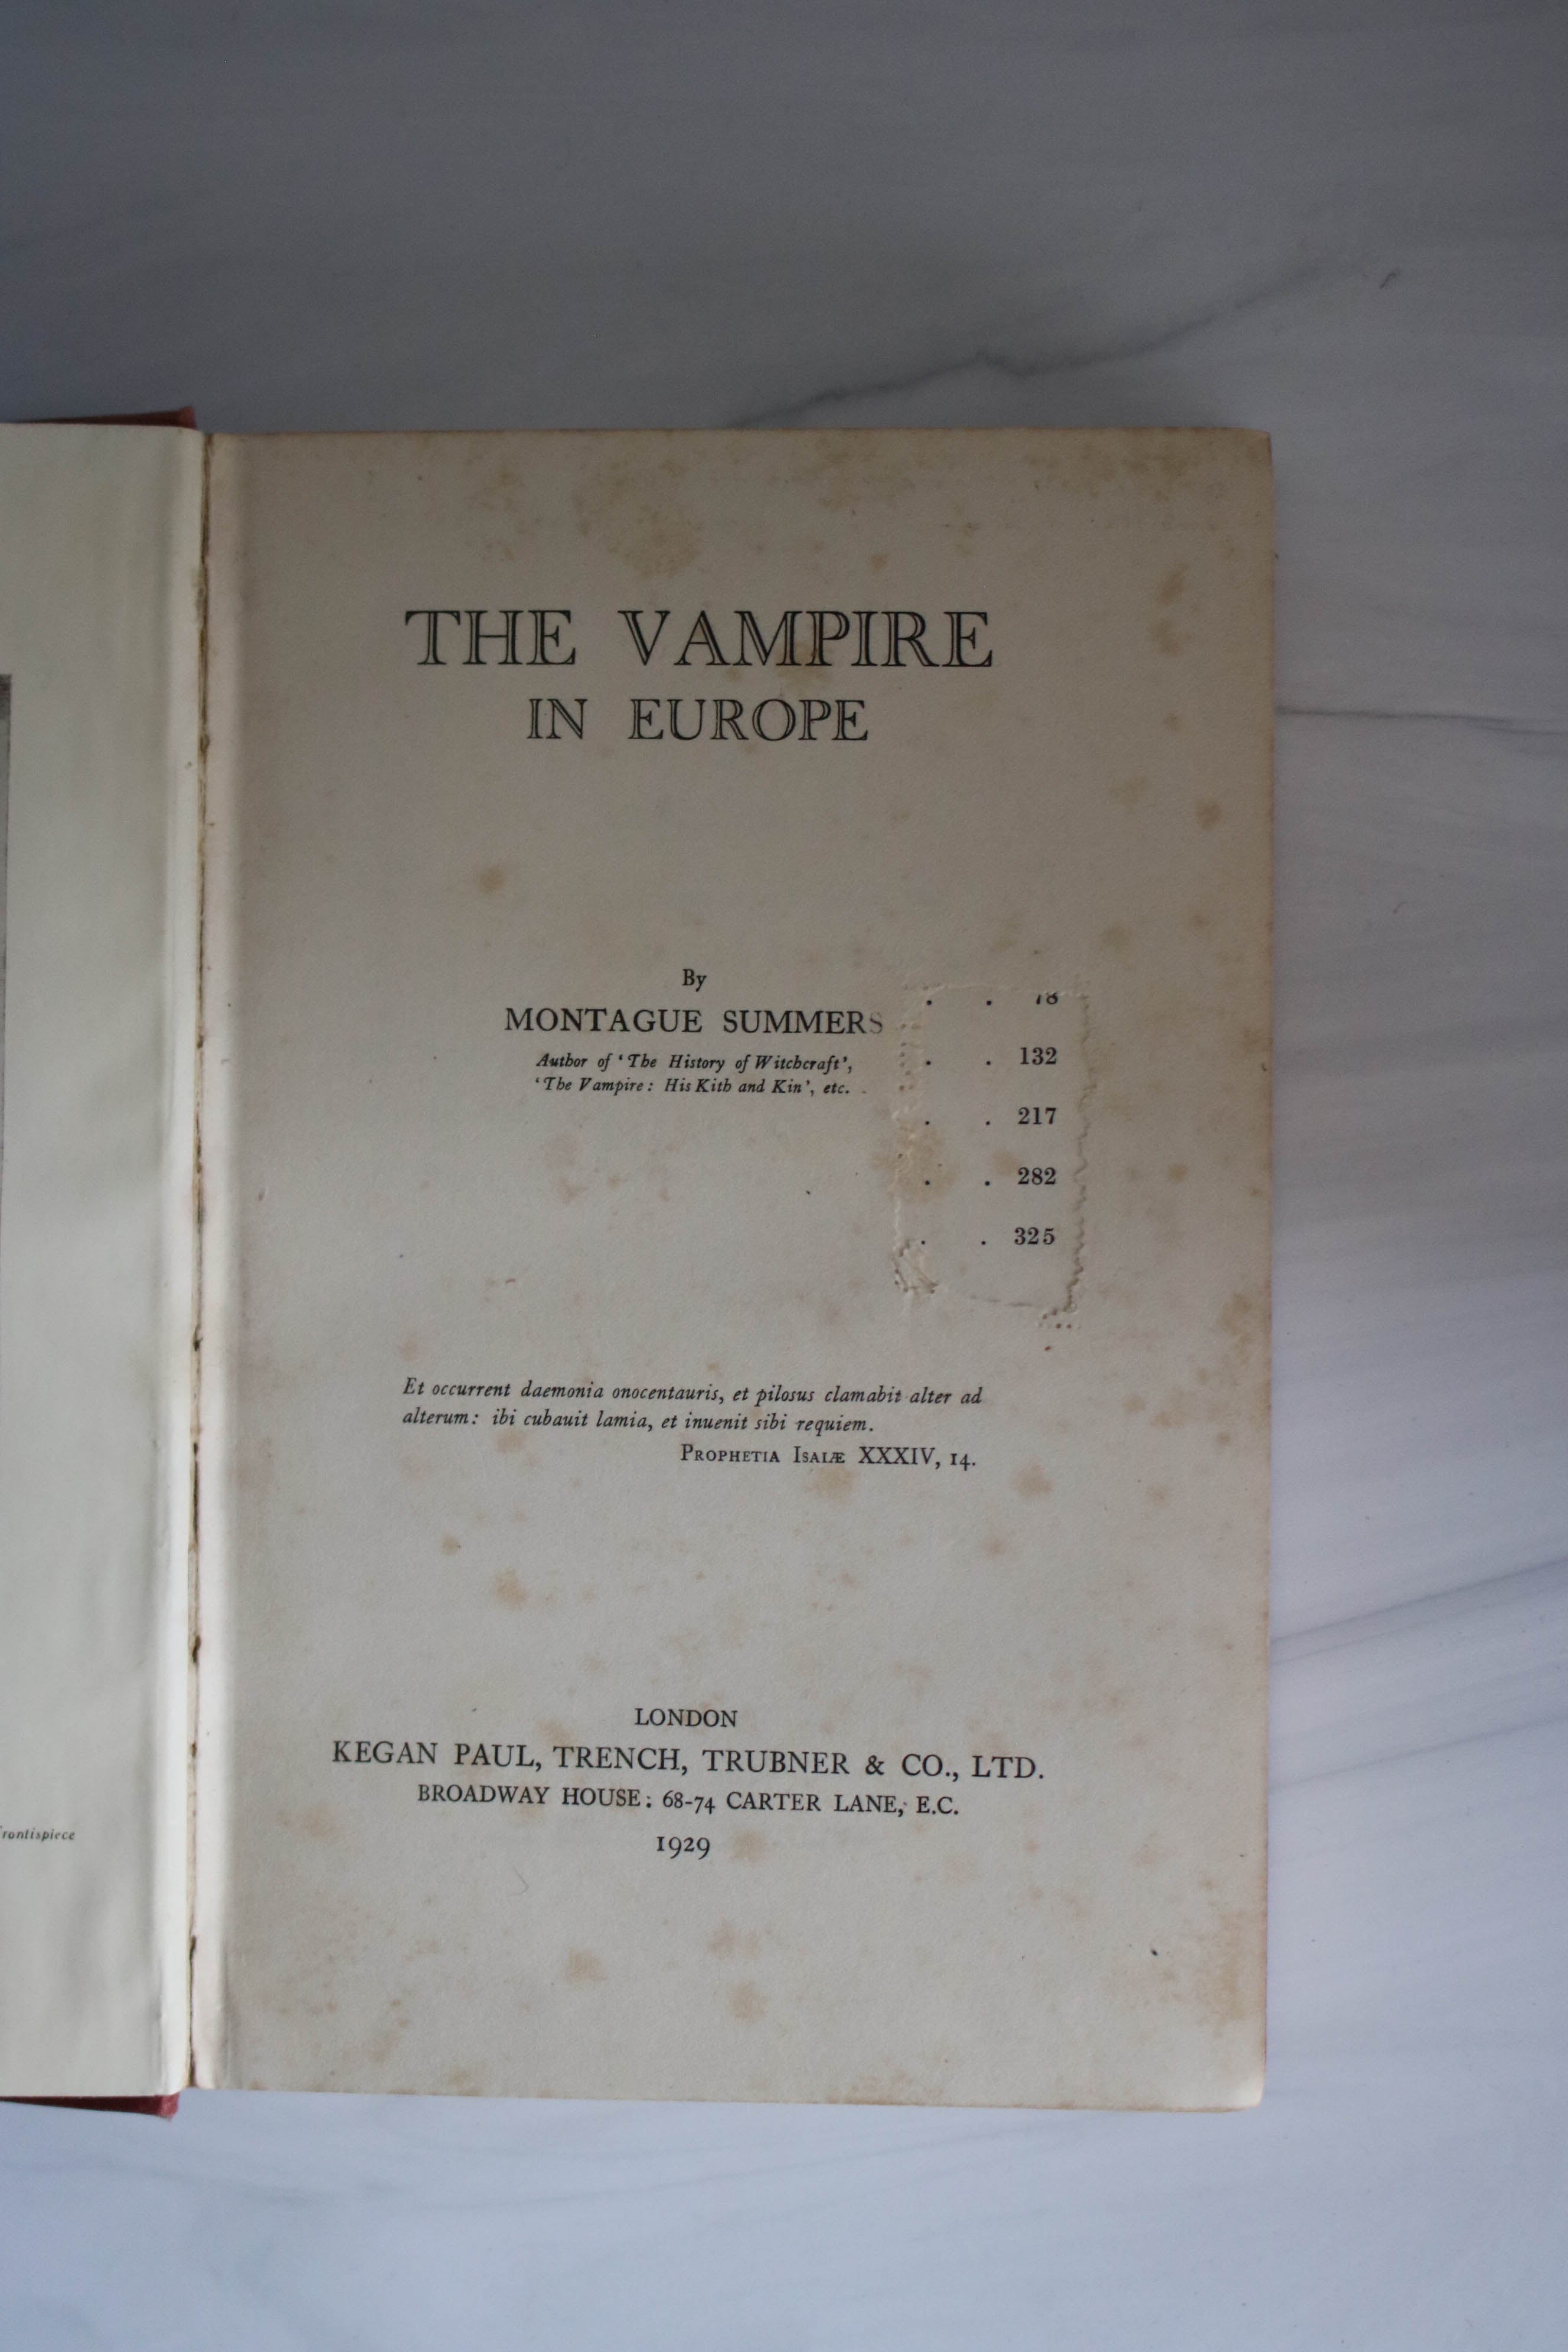 THE VAMPIRE
IN EUROPE
By
MONTAGUE SUMMERS
Author of ‘The History of Witchcraft’,
‘The Vampire: His Kith and Kin’, etc.
. . 78
. . 132
. . 217
. . 282
. . 325
Et occurrent daemonia onocentauris, et pilosus clamabit alter ad
alterum: ibi cubauit lamia, et inuenit sibi requiem.
PROPHETIA ISAIÆ XXXIV, 14.
LONDON
KEGAN PAUL, TRENCH, TRUBNER & CO., LTD.
BROADWAY HOUSE: 68-74 CARTER LANE, E.C.
1929
rontispiece